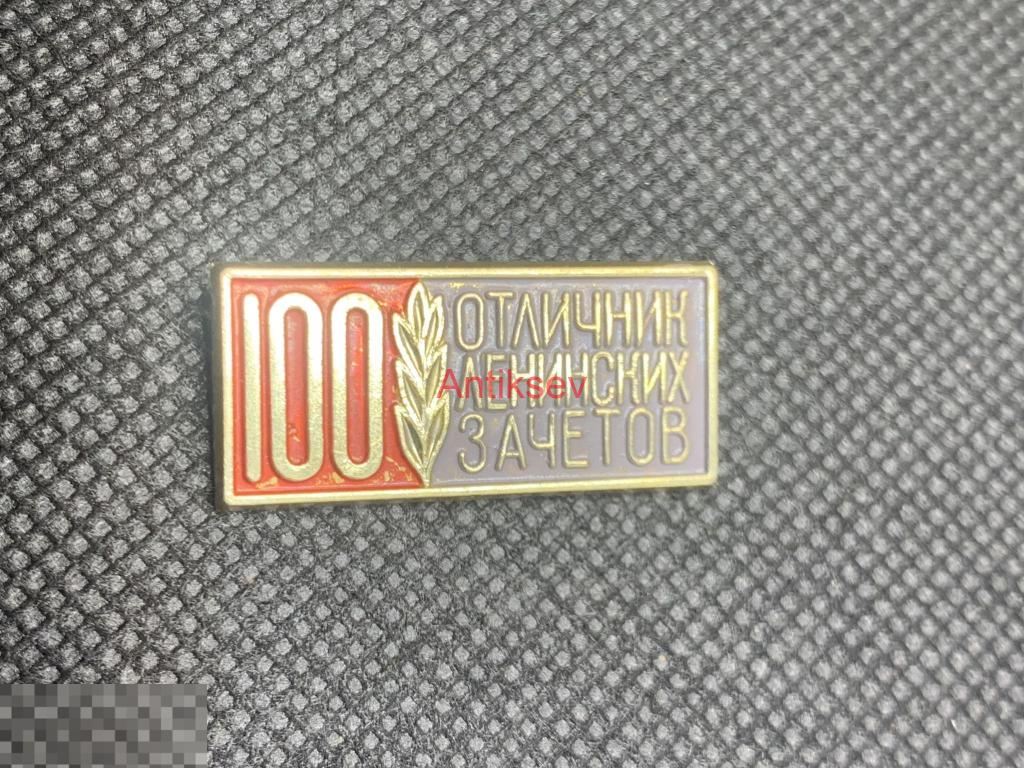 100
ОТЛИЧНИК
ЛЕНИНСКИХ
ЗАЧЕТОВ
Antiksev